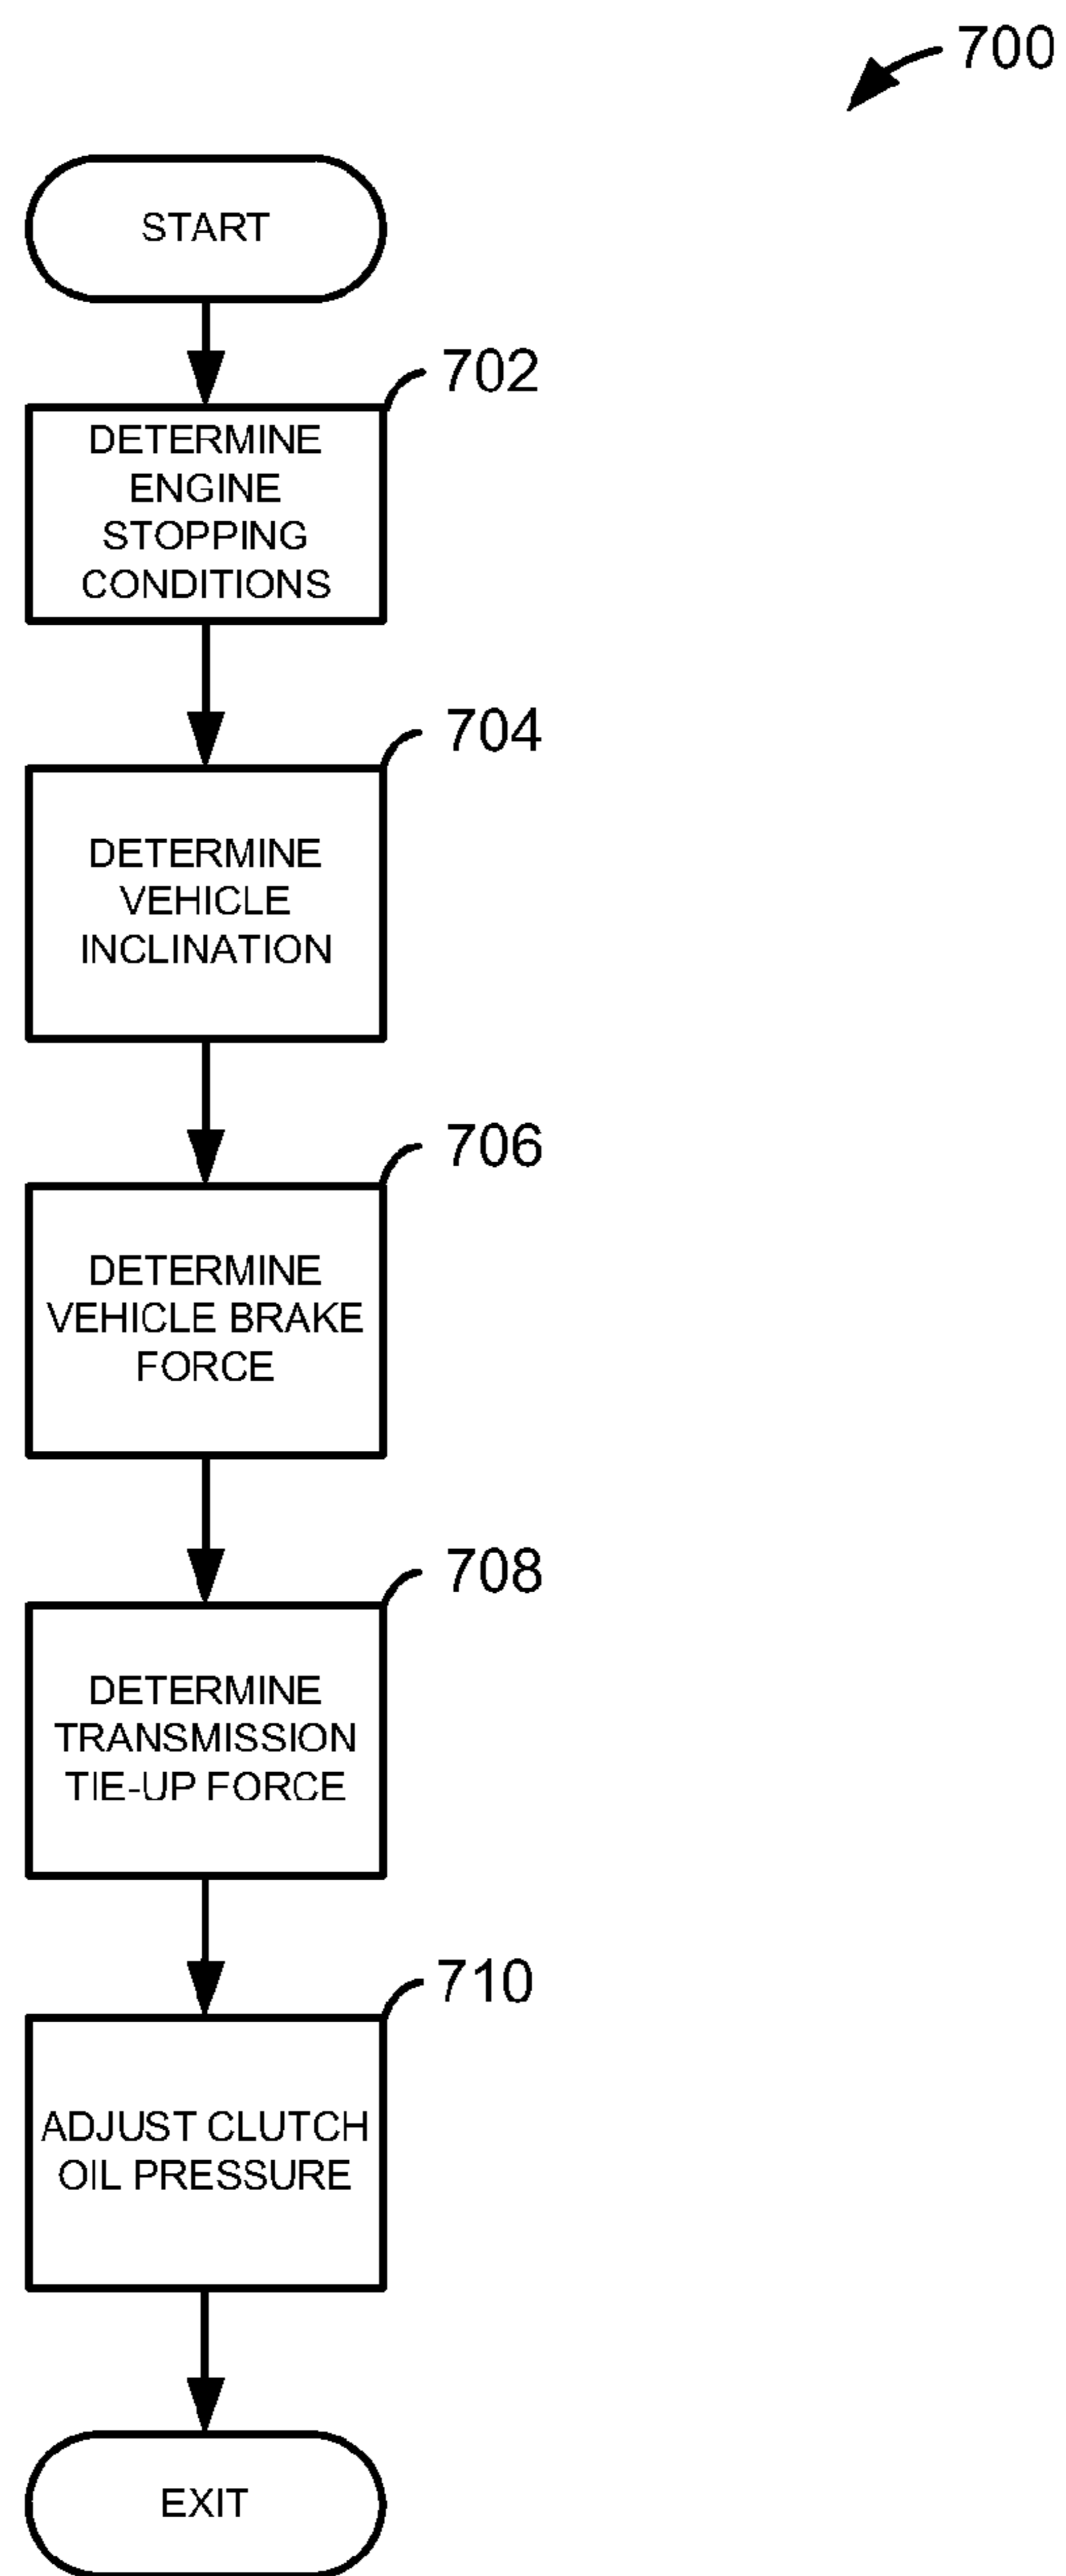 700
START
702
DETERMINE
ENGINE
STOPPING
CONDITIONS
704
DETERMINE
VEHICLE
INCLINATION
706
DETERMINE
VEHICLE BRAKE
FORCE
708
DETERMINE
TRANSMISSION
TIE-UP FORCE
710
ADJUST CLUTCH
OIL PRESSURE
EXIT